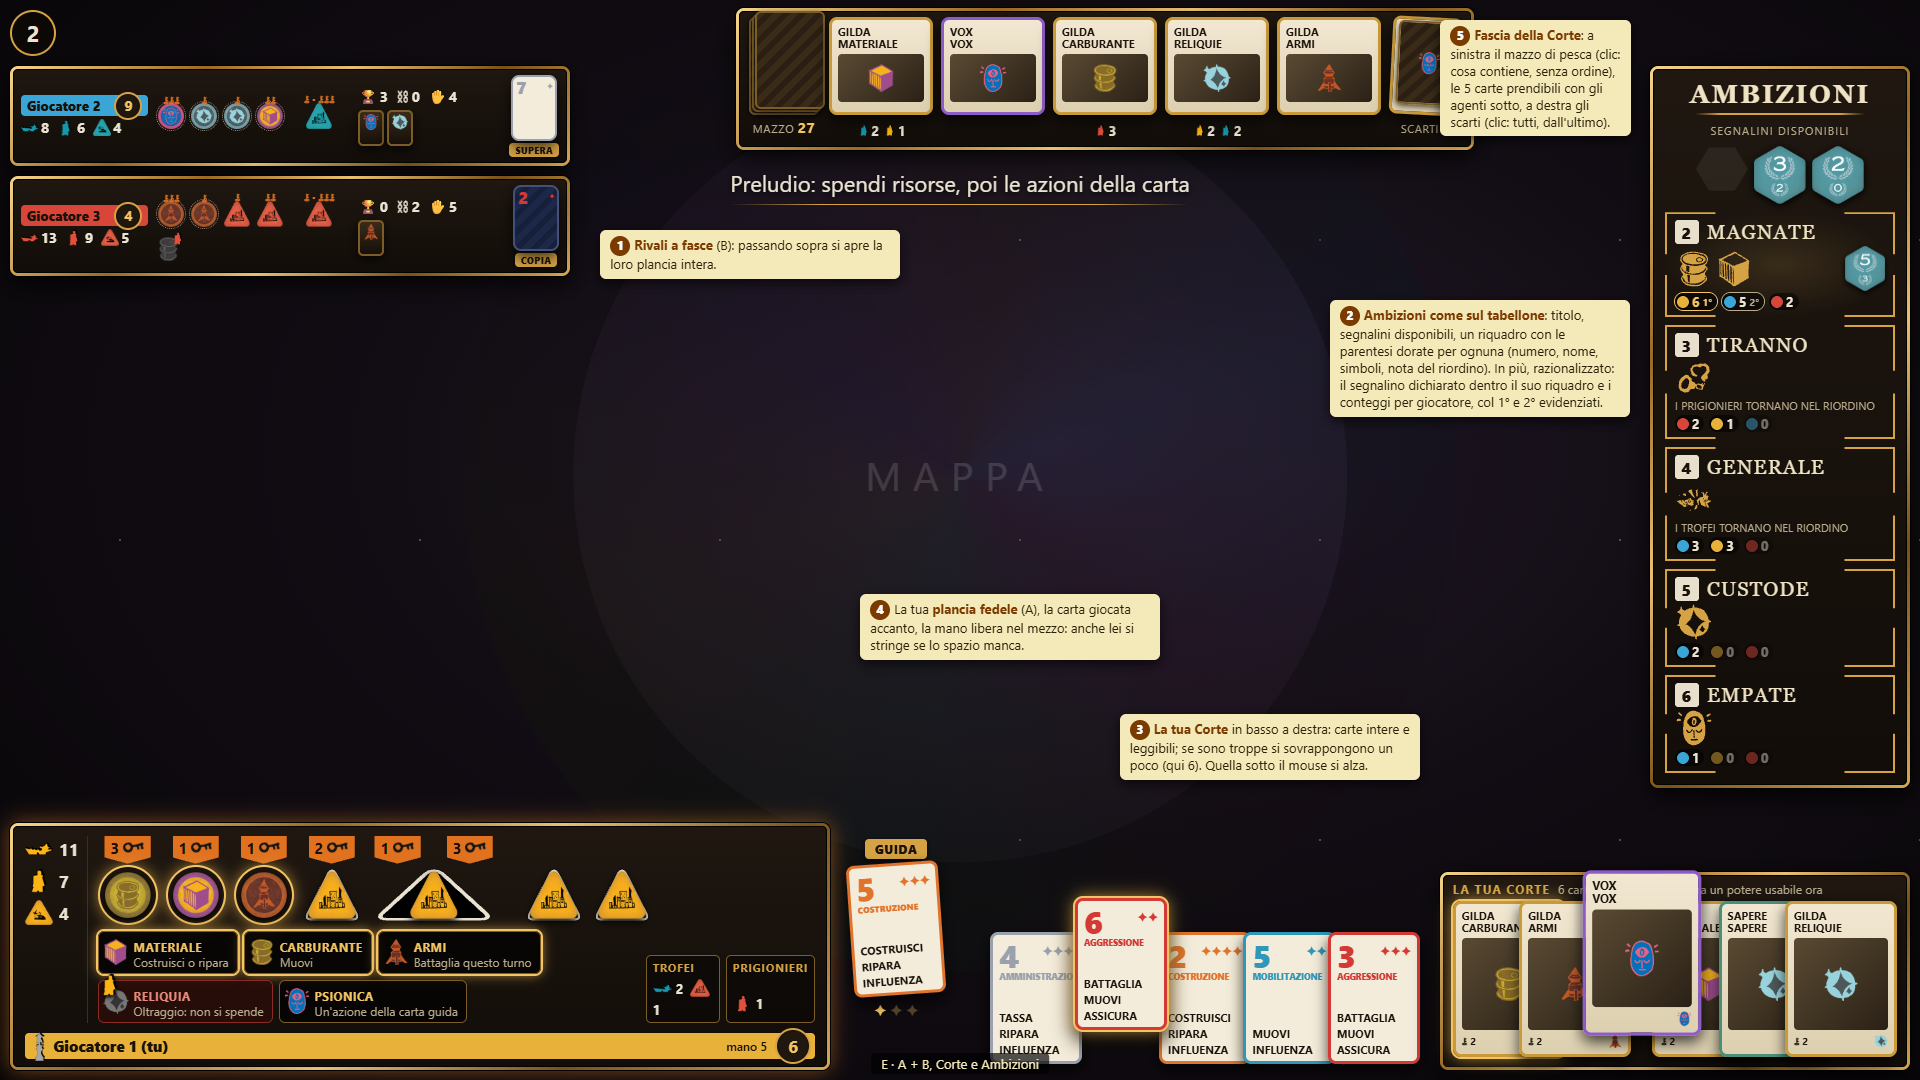 2
Giocatore 2 9
8 6 4
3 0 4
7
SUPERA
Giocatore 3 4
13 9 5
0 2 5
2
COPIA
GILDA
MATERIALE
VOX
VOX
GILDA
CARBURANTE
GILDA
RELIQUIE
GILDA
ARMI
MAZZO 27
2 1
3
2 2
SCARTI
5 Fascia della Corte: a
sinistra il mazzo di pesca (clic:
cosa contiene, senza ordine),
le 5 carte prendibili con gli
agenti sotto, a destra gli
scarti (clic: tutti, dall'ultimo).
Preludio: spendi risorse, poi le azioni della carta
1 Rivali a fasce (B): passando sopra si apre la
loro plancia intera.
2 Ambizioni come sul tabellone: titolo,
segnalini disponibili, un riquadro con le
parentesi dorate per ognuna (numero, nome,
simboli, nota del riordino). In più, razionalizzato:
il segnalino dichiarato dentro il suo riquadro e i
conteggi per giocatore, col 1° e 2° evidenziati.
MAPPA
4 La tua plancia fedele (A), la carta giocata
accanto, la mano libera nel mezzo: anche lei si
stringe se lo spazio manca.
3 La tua Corte in basso a destra: carte intere e
leggibili; se sono troppe si sovrappongono un
poco (qui 6). Quella sotto il mouse si alza.
AMBIZIONI
SEGNALINI DISPONIBILI
3 2
2 0
2 MAGNATE
5 3
6 1° 5 2° 2
3 TIRANNO
I PRIGIONIERI TORNANO NEL RIORDINO
2 1 0
4 GENERALE
I TROFEI TORNANO NEL RIORDINO
3 3 0
5 CUSTODE
2 0 0
6 EMPATE
1 0 0
11
7
4
3 1 1 2 1 3
MATERIALE
Costruisci o ripara
CARBURANTE
Muovi
ARMI
Battaglia questo turno
RELIQUIA
Oltraggio: non si spende
PSIONICA
Un'azione della carta guida
TROFEI
2
1
PRIGIONIERI
1
Giocatore 1 (tu)
mano 5 6
GUIDA
5
COSTRUZIONE
COSTRUISCI
RIPARA
INFLUENZA
4
AMMINISTRAZIO
TASSA
RIPARA
INFLUENZA
6
AGGRESSIONE
BATTAGLIA
MUOVI
ASSICURA
2
COSTRUZIONE
COSTRUISCI
RIPARA
INFLUENZA
5
MOBILITAZIONE
MUOVI
INFLUENZA
3
AGGRESSIONE
BATTAGLIA
MUOVI
ASSICURA
E · A + B, Corte e Ambizioni
LA TUA CORTE 6 car
a un potere usabile ora
GILDA
CARBURAN
2
GILDA
ARMI
2
VOX
VOX
ALE
2
SAPERE
SAPERE
GILDA
RELIQUIE
2